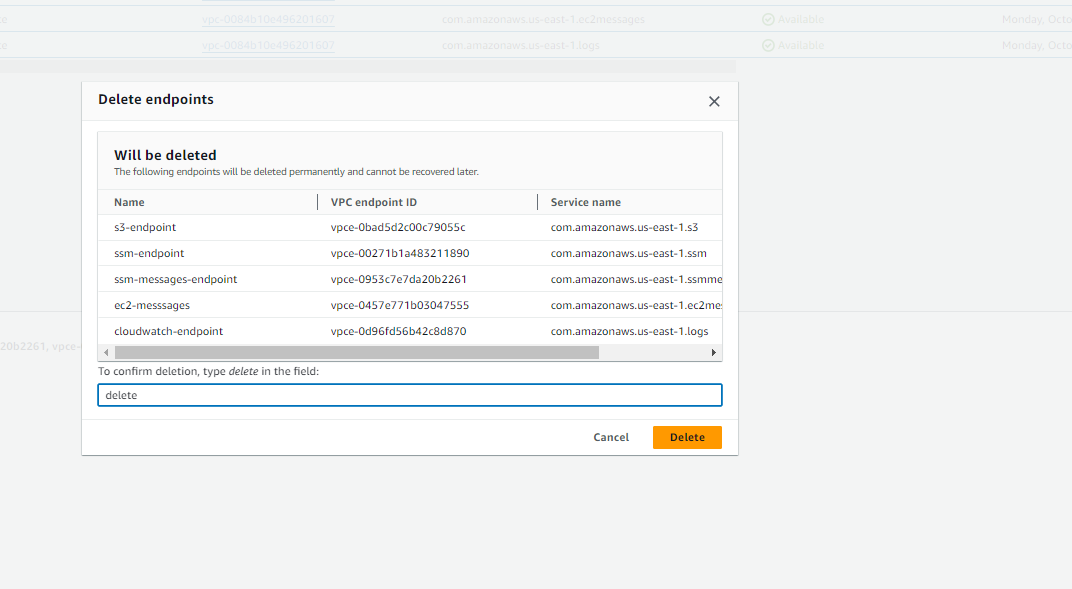 te vpc-0084b10e496201607 com.amazonaws.us-east-1.ec2messages Available Monday, Octo
te vpc-0084b10e496201607 com.amazonaws.us-east-1.logs Available Monday, Octo
Delete endpoints
Will be deleted
The following endpoints will be deleted permanently and cannot be recovered later.
Name VPC endpoint ID Service name
s3-endpoint vpce-0bad5d2c00c79055c com.amazonaws.us-east-1.s3
ssm-endpoint vpce-00271b1a483211890 com.amazonaws.us-east-1.ssm
ssm-messages-endpoint vpce-0953c7e7da20b2261 com.amazonaws.us-east-1.ssmme
ec2-messsages vpce-0457e771b03047555 com.amazonaws.us-east-1.ec2mes
cloudwatch-endpoint vpce-0d96fd56b42c8d870 com.amazonaws.us-east-1.logs
20b2261, vpce-
To confirm deletion, type delete in the field:
delete
Cancel Delete